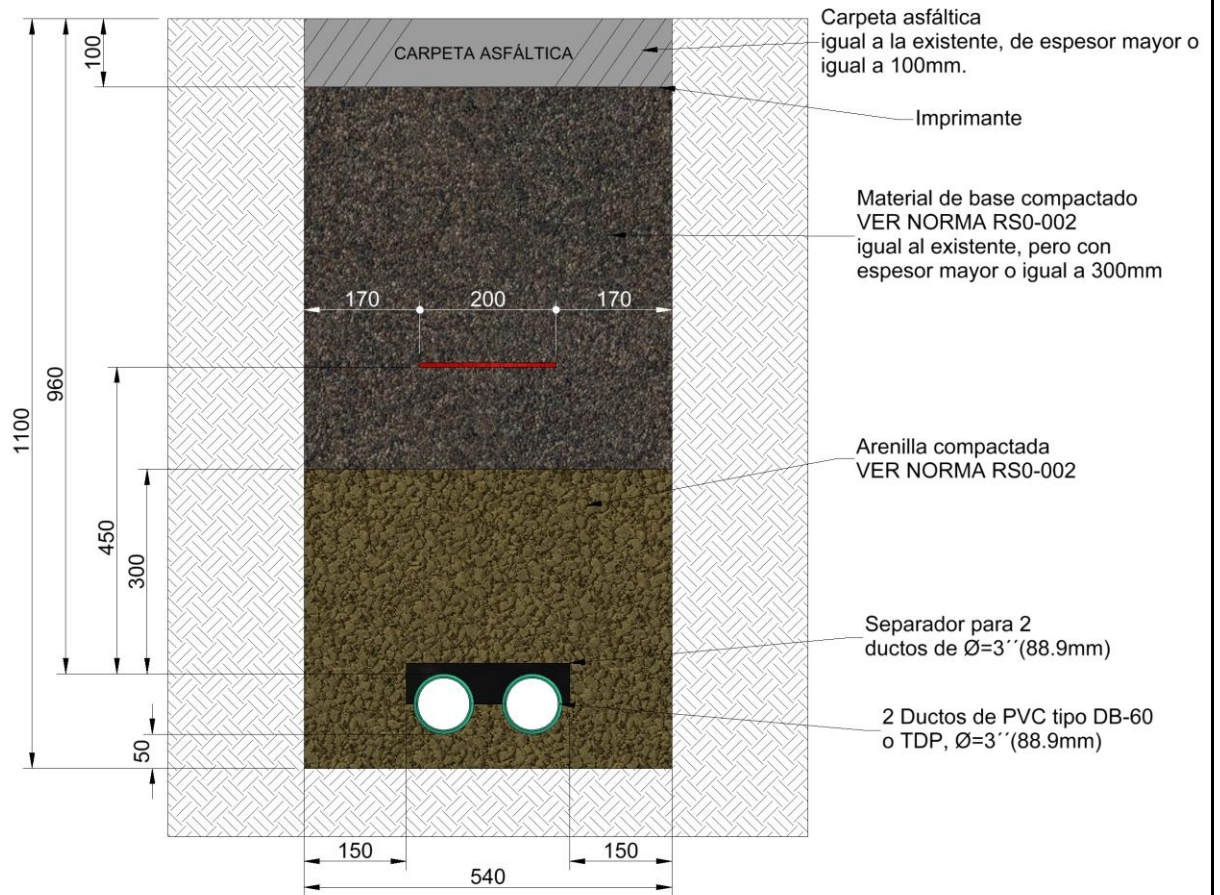 CARPETA ASFÁLTICA
Carpeta asfáltica
igual a la existente, de espesor mayor o
igual a 100mm.
Imprimante
Material de base compactado
VER NORMA RS0-002
igual al existente, pero con
espesor mayor o igual a 300mm
Arenilla compactada
VER NORMA RS0-002
Separador para 2
ductos de Ø=3´´(88.9mm)
2 Ductos de PVC tipo DB-60
o TDP, Ø=3´´(88.9mm)
100
170 200 170
960
1100
450
300
50
150 150
540